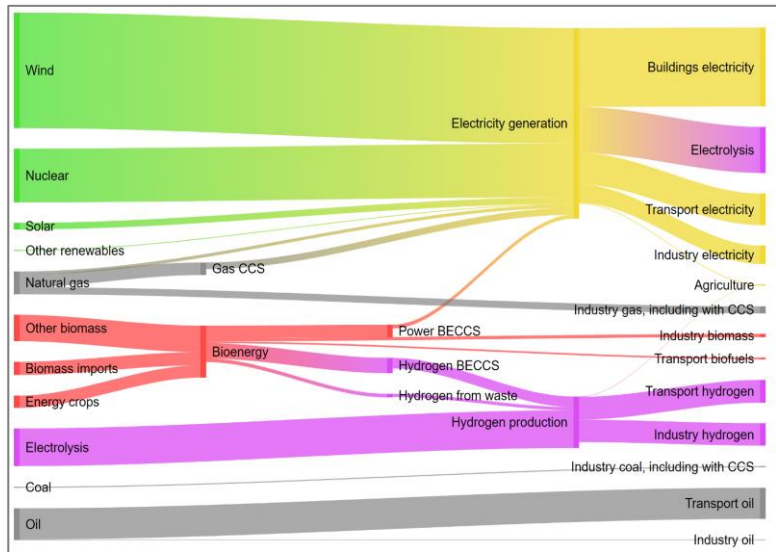 Wind
Buildings electricity
Electricity generation
Electrolysis
Nuclear
Transport electricity
Solar
Other renewables
Industry electricity
Gas CCS
Natural gas
Agriculture
Industry gas, including with CCS
Other biomass
Power BECCS
Industry biomass
Bioenergy
Transport biofuels
Biomass imports
Hydrogen BECCS
Transport hydrogen
Energy crops
Hydrogen from waste
Hydrogen production
Industry hydrogen
Electrolysis
Industry coal, including with CCS
Coal
Transport oil
Oil
Industry oil